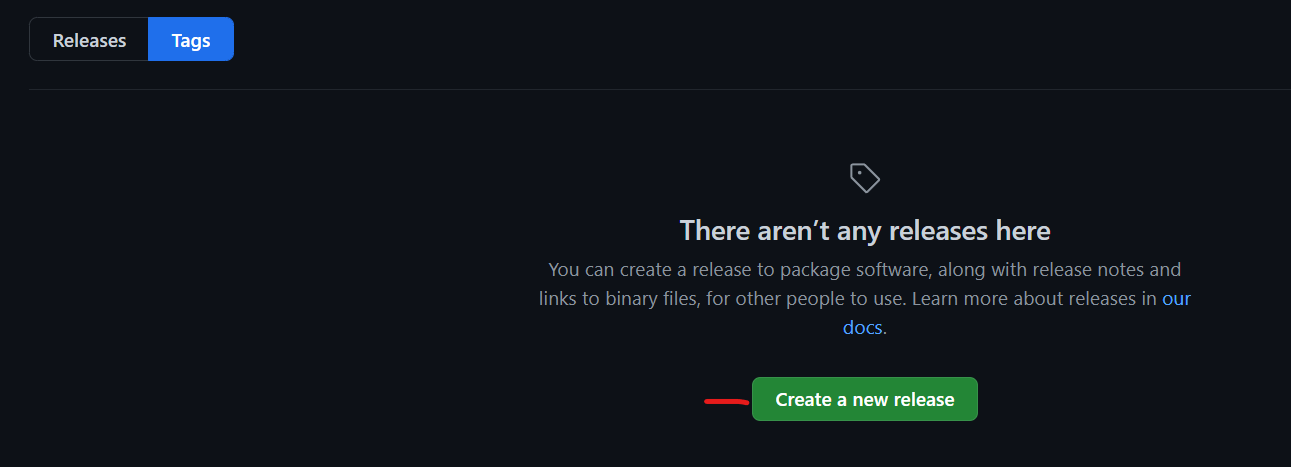 Releases
Tags
There aren’t any releases here
You can create a release to package software, along with release notes and
links to binary files, for other people to use. Learn more about releases in our
docs.
Create a new release